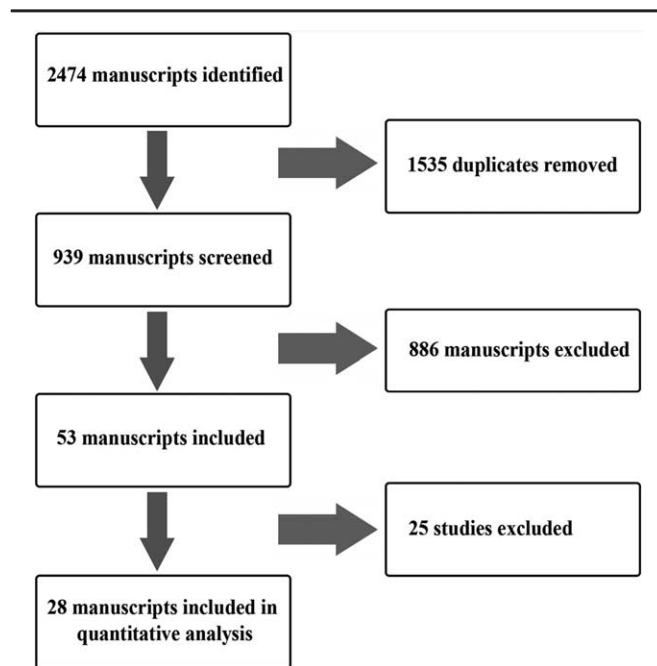 2474 manuscripts identified
1535 duplicates removed
939 manuscripts screened
886 manuscripts excluded
53 manuscripts included
25 studies excluded
28 manuscripts included in
quantitative analysis